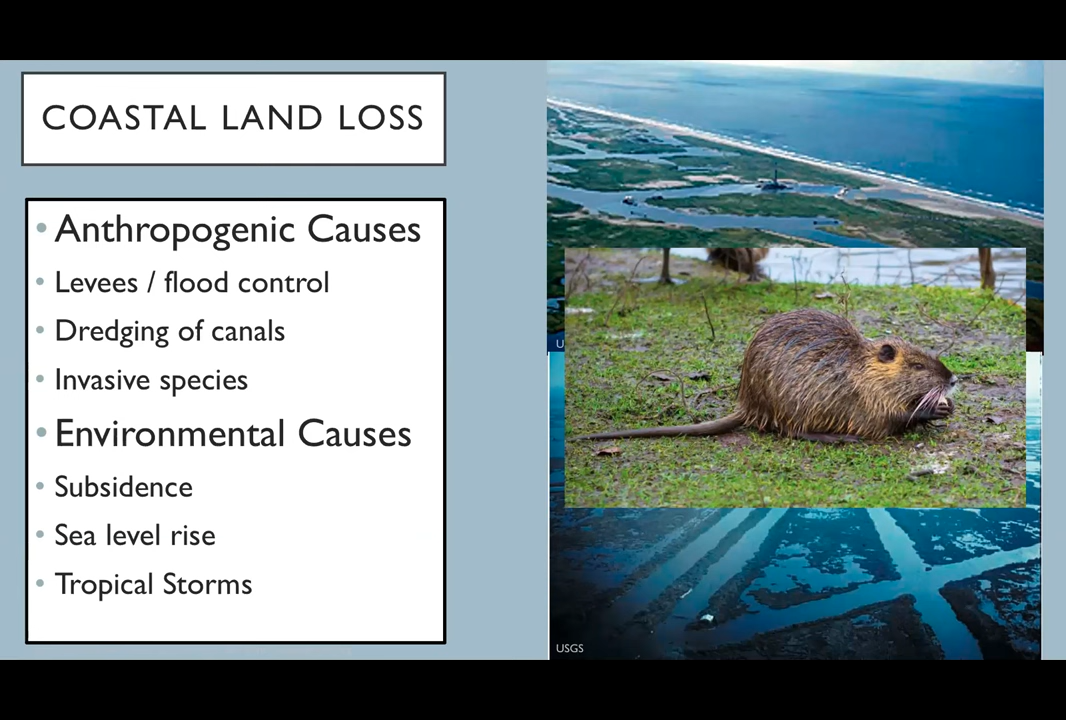 COASTAL LAND LOSS
• Anthropogenic Causes
• Levees / flood control
• Dredging of canals
• Invasive species
• Environmental Causes
• Subsidence
• Sea level rise
• Tropical Storms
U
USGS